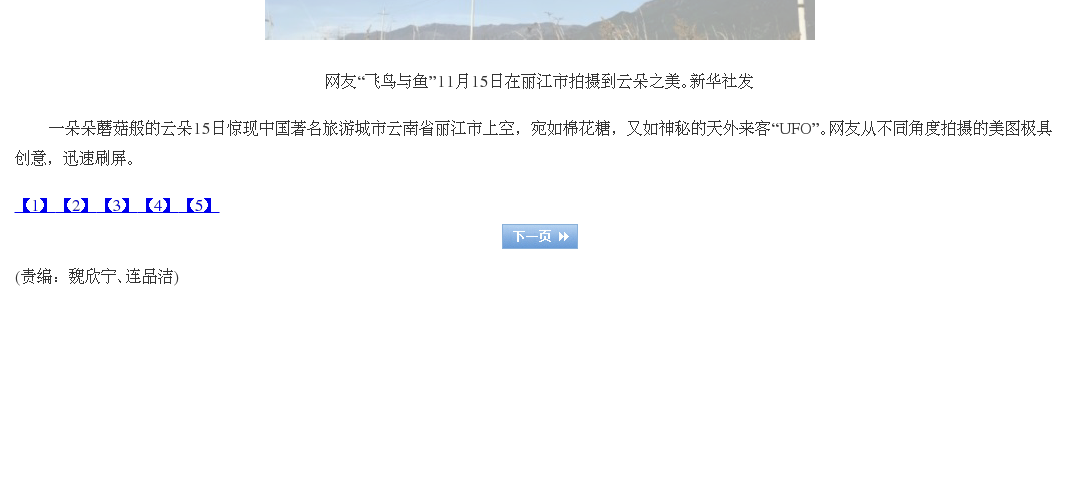 网友“飞鸟与鱼”11月15日在丽江市拍摄到云朵之美。新华社发
一朵朵蘑菇般的云朵15日惊现中国著名旅游城市云南省丽江市上空，宛如棉花糖，又如神秘的天外来客“UFO”。网友从不同角度拍摄的美图极具
创意，迅速刷屏。
【1】 【2】 【3】 【4】 【5】
下一页
(责编：魏欣宁、连品洁)